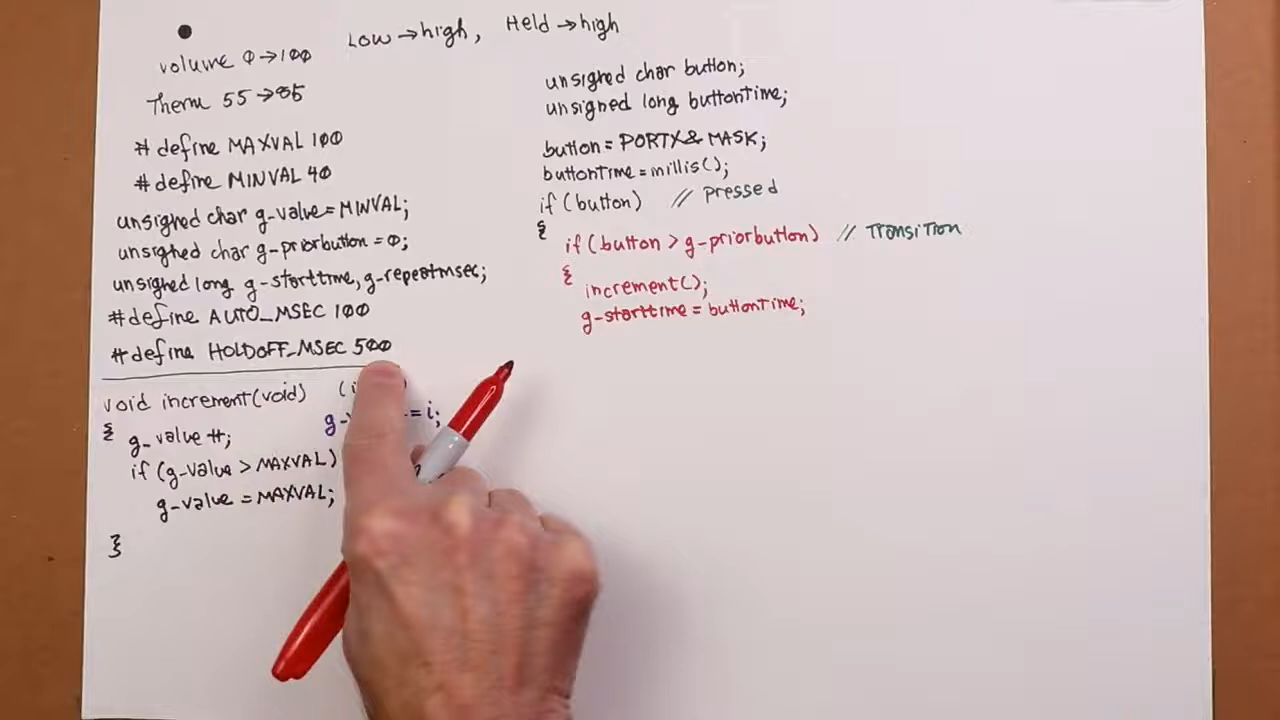 Low → high, Held → high
volume 0 → 100
Therm 55 → 85
# define MAXVAL 100
# define MINVAL 40
unsigned char g-value = MINVAL;
unsigned char g-priorbutton = 0;
unsigned long g-starttime, g-repeatmsec;
# define AUTO_MSEC 100
# define HOLDOFF_MSEC 500
void increment(void) (i
{ g_value ++; g- = i;
if (g-value > MAXVAL)
g-value = MAXVAL;
}
unsigned char button;
unsigned long buttontime;
button = PORTX & MASK;
buttontime = millis();
if (button) // Pressed
{
if (button > g-priorbutton) // Transition
{
increment();
g-starttime = buttontime;